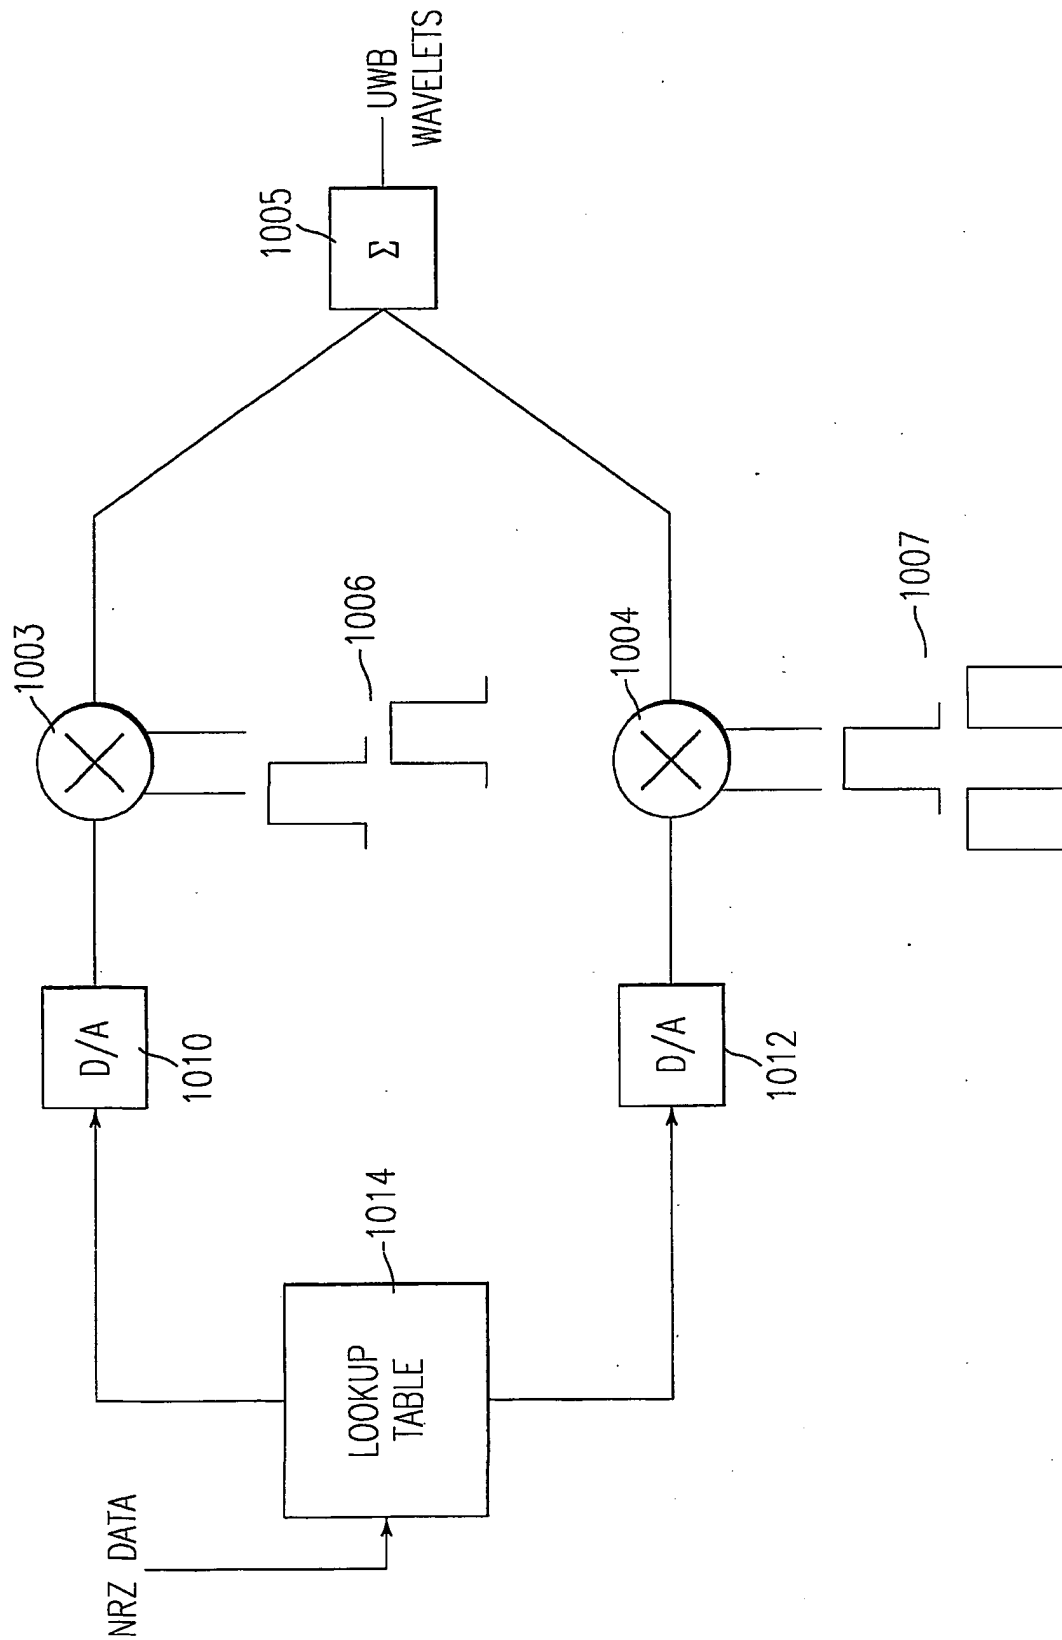 NRZ DATA
LOOKUP
TABLE
1014
D/A
1010
D/A
1012
1003
1006
1004
1007
Σ
1005
UWB
WAVELETS